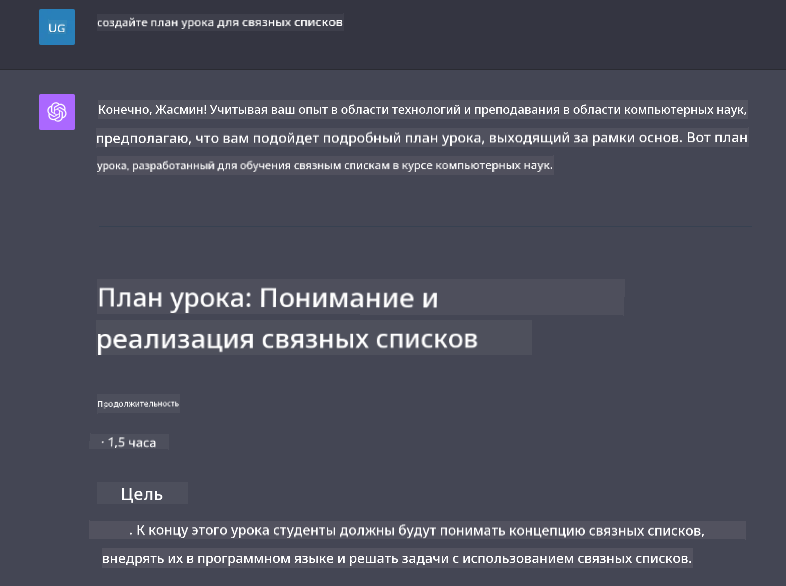 UG
создайте план урока для связных списков
Конечно, Жасмин! Учитывая ваш опыт в области технологий и преподавания в области компьютерных наук,
предполагаю, что вам подойдет подробный план урока, выходящий за рамки основ. Вот план
урока, разработанный для обучения связным спискам в курсе компьютерных наук.
План урока: Понимание и
реализация связных списков
Продолжительность
· 1,5 часа
Цель
. К концу этого урока студенты должны будут понимать концепцию связных списков,
внедрять их в программном языке и решать задачи с использованием связных списков.